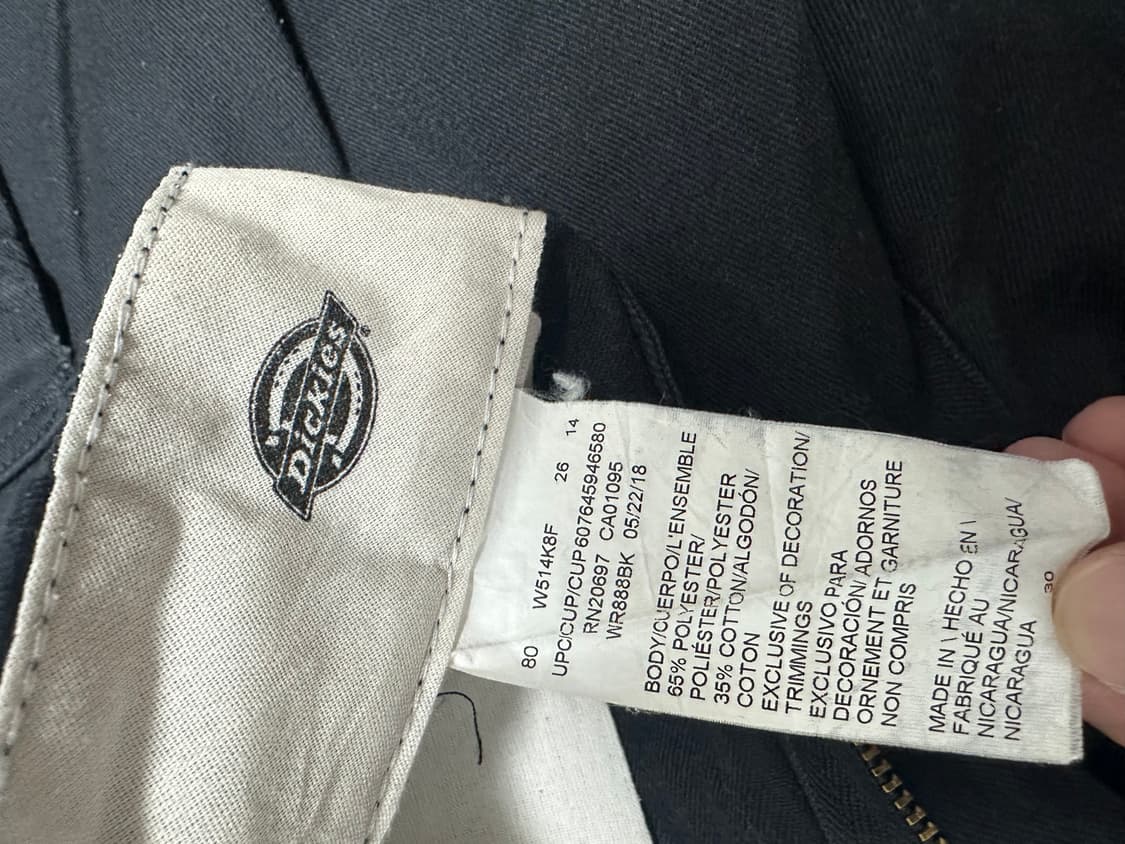 Dickies®
80 W514K8F 26 14
UPC/CUP/CUP607645946580
RN20697 CA01095
WR888BK 05/22/18
BODY/CUERPO/L'ENSEMBLE
65% POLYESTER/
POLIÉSTER/POLYESTER
35% COTTON/ALGODÓN/
COTON
EXCLUSIVE OF DECORATION/
TRIMMINGS
EXCLUSIVO PARA
DECORACIÓN/ ADORNOS
ORNEMENT ET GARNITURE
NON COMPRIS
MADE IN \ HECHO EN \
FABRIQUÉ AU
NICARAGUA/NICARAGUA/
NICARAGUA
30